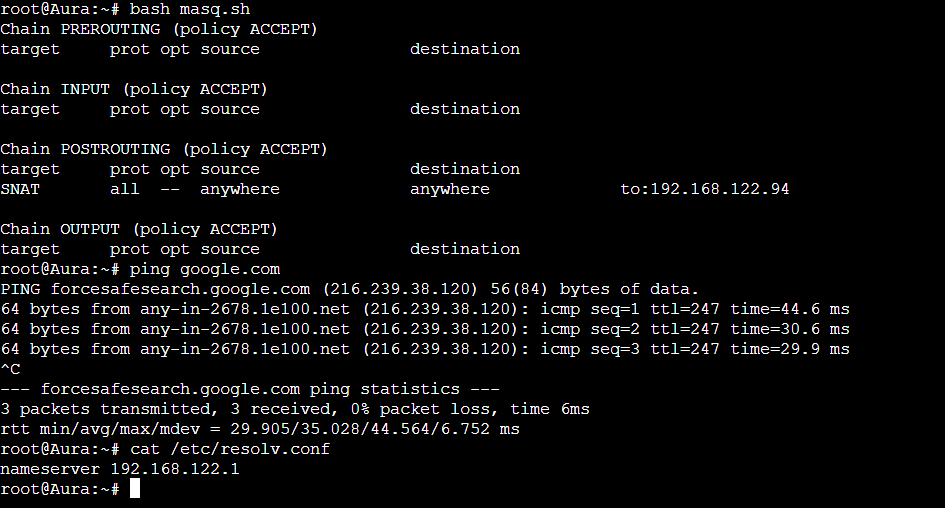 root@Aura:~# bash masq.sh
Chain PREROUTING (policy ACCEPT)
target     prot opt source               destination
Chain INPUT (policy ACCEPT)
target     prot opt source               destination
Chain POSTROUTING (policy ACCEPT)
target     prot opt source               destination
SNAT       all  --  anywhere             anywhere             to:192.168.122.94
Chain OUTPUT (policy ACCEPT)
target     prot opt source               destination
root@Aura:~# ping google.com
PING forcesafesearch.google.com (216.239.38.120) 56(84) bytes of data.
64 bytes from any-in-2678.1e100.net (216.239.38.120): icmp seq=1 ttl=247 time=44.6 ms
64 bytes from any-in-2678.1e100.net (216.239.38.120): icmp seq=2 ttl=247 time=30.6 ms
64 bytes from any-in-2678.1e100.net (216.239.38.120): icmp seq=3 ttl=247 time=29.9 ms
^C
--- forcesafesearch.google.com ping statistics ---
3 packets transmitted, 3 received, 0% packet loss, time 6ms
rtt min/avg/max/mdev = 29.905/35.028/44.564/6.752 ms
root@Aura:~# cat /etc/resolv.conf
nameserver 192.168.122.1
root@Aura:~#